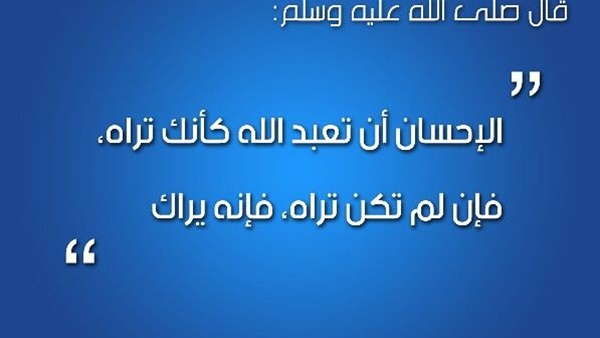 قال صلى الله عليه وسلم:
”
الإحسان أن تعبد الله كأنك تراه،
فإن لم تكن تراه، فإنه يراك
“